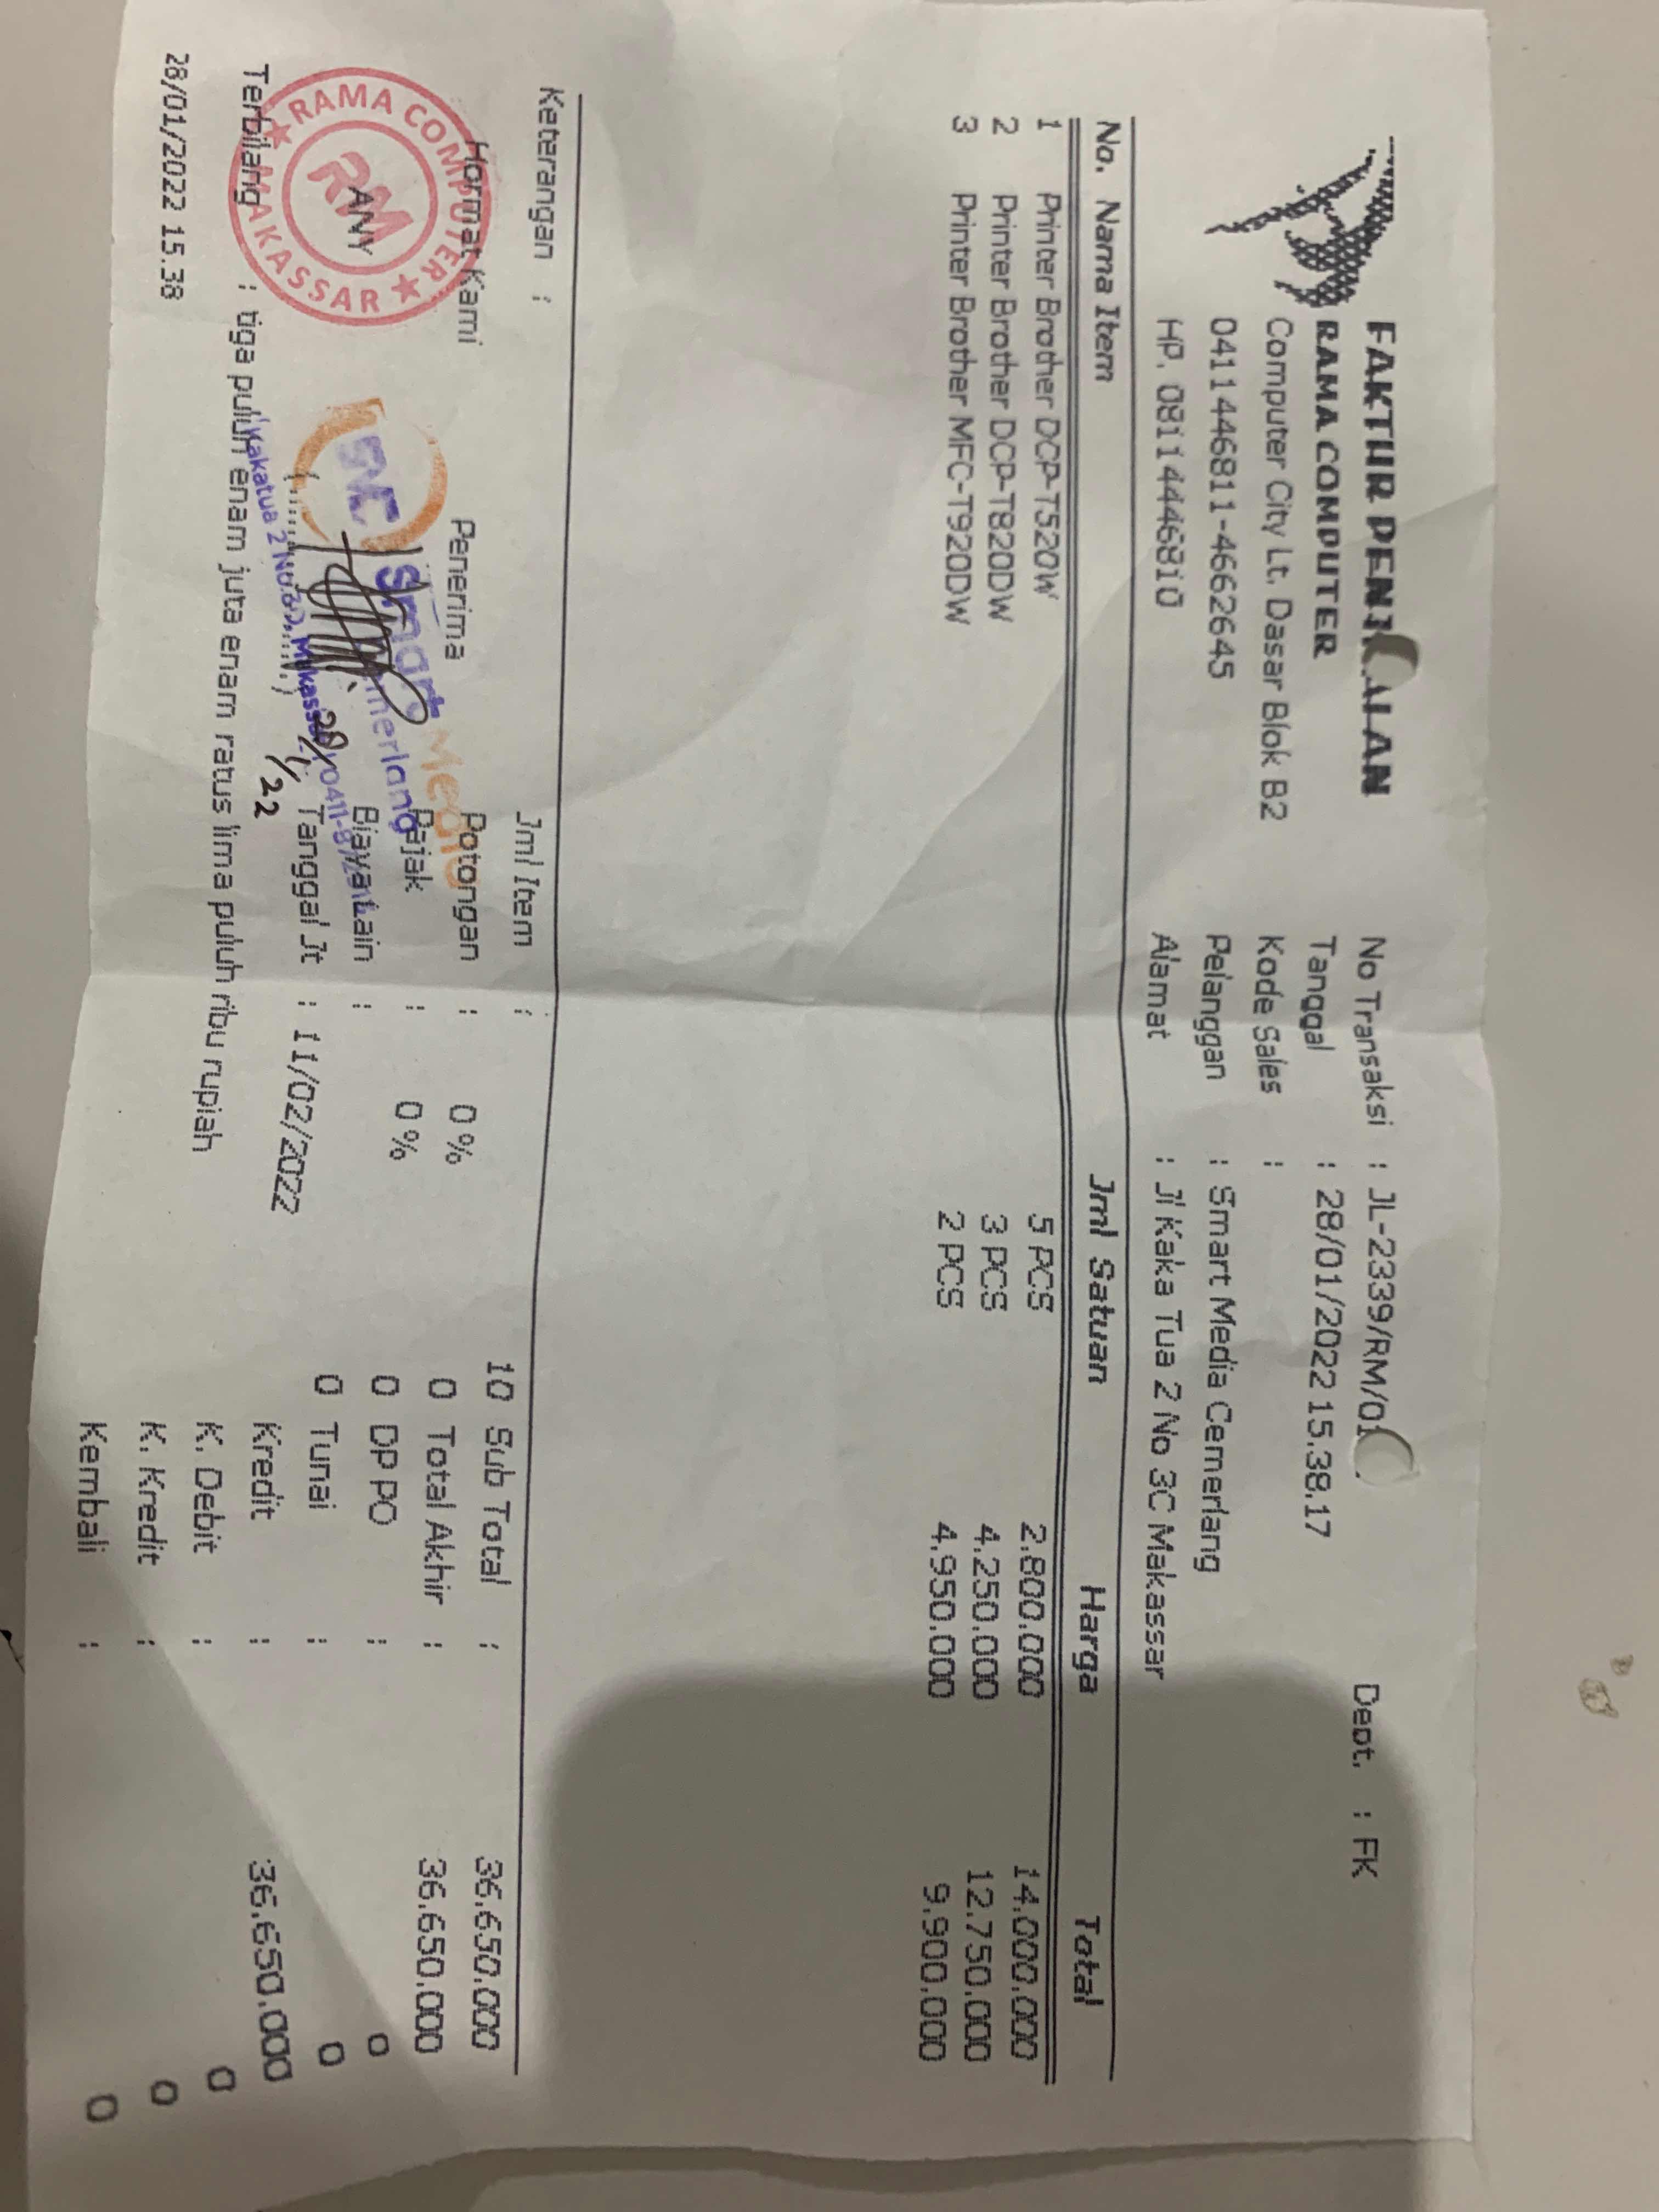 FAKTUR PENJUALAN
RAMA COMPUTER
Computer City Lt. Dasar Blok B2
0411446811-4662645
HP. 08114446810
No Transaksi : JL-2339/RM/01
Tanggal : 28/01/2022 15.38.17
Kode Sales :
Pelanggan : Smart Media Cemerlang
Alamat : Jl Kaka Tua 2 No 3C Makassar
Dept. : FK
No. Nama Item Jml Satuan Harga Total
1 Printer Brother DCP-T520W 5 PCS 2.800.000 14.000.000
2 Printer Brother DCP-T820DW 3 PCS 4.250.000 12.750.000
3 Printer Brother MFC-T920DW 2 PCS 4.950.000 9.900.000
Keterangan :
Hormat Kami
ANY
RAMA COMPUTER
RM
MAKASSAR
Penerima
(.....
.....)
SMC Smart Media
Cemerlang
Kakatua 2 No.
28/1/22
Jml Item : 10
Potongan : 0 % 0
Pajak : 0 % 0
Biaya Lain : 0
Tanggal Jt : 11/02/2022
Sub Total : 36.650.000
Total Akhir : 36.650.000
DP PO : 0
Tunai : 0
Kredit : 36.650.000
K. Debit : 0
K. Kredit : 0
Kembali : 0
Terbilang : tiga puluh enam juta enam ratus lima puluh ribu rupiah
28/01/2022 15.38